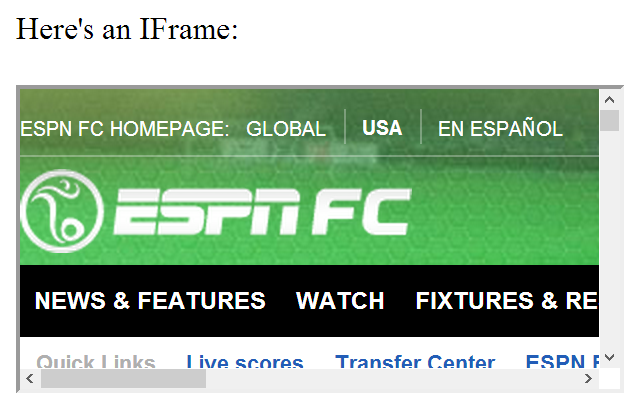 Here's an IFrame:
ESPN FC HOMEPAGE: GLOBAL USA EN ESPAÑOL
ESPN FC
NEWS & FEATURES WATCH FIXTURES & RE
Quick Links Live scores Transfer Center ESPN F